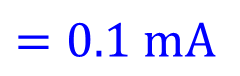 = 0.1 mA